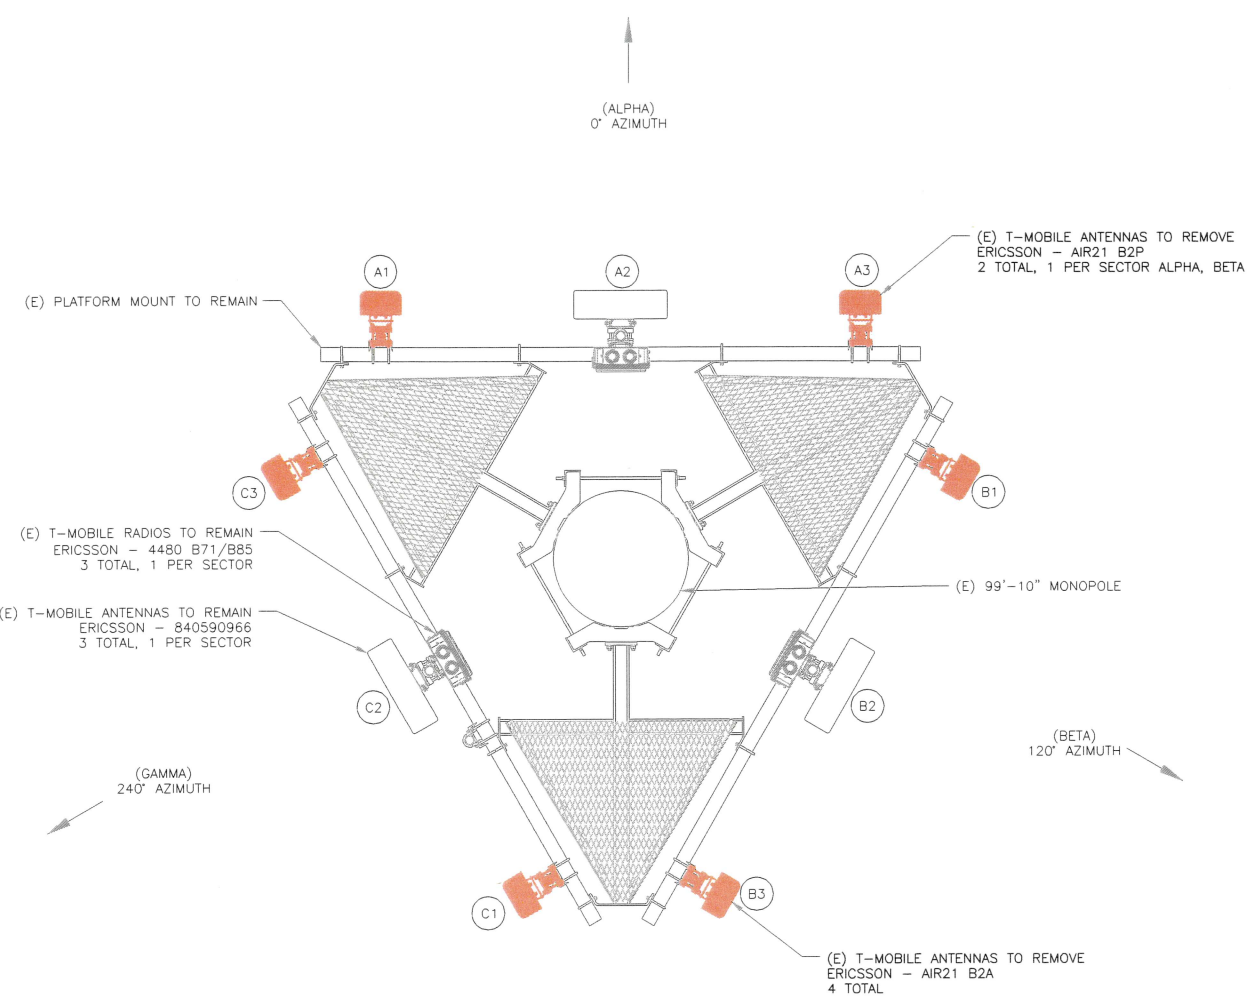 (ALPHA)
0° AZIMUTH
(E) T-MOBILE ANTENNAS TO REMOVE
ERICSSON - AIR21 B2P
2 TOTAL, 1 PER SECTOR ALPHA, BETA
A1
A2
A3
(E) PLATFORM MOUNT TO REMAIN
C3
B1
(E) T-MOBILE RADIOS TO REMAIN
ERICSSON - 4480 B71/B85
3 TOTAL, 1 PER SECTOR
(E) 99'-10" MONOPOLE
(E) T-MOBILE ANTENNAS TO REMAIN
ERICSSON - 840590966
3 TOTAL, 1 PER SECTOR
C2
B2
(BETA)
120° AZIMUTH
(GAMMA)
240° AZIMUTH
C1
B3
(E) T-MOBILE ANTENNAS TO REMOVE
ERICSSON - AIR21 B2A
4 TOTAL